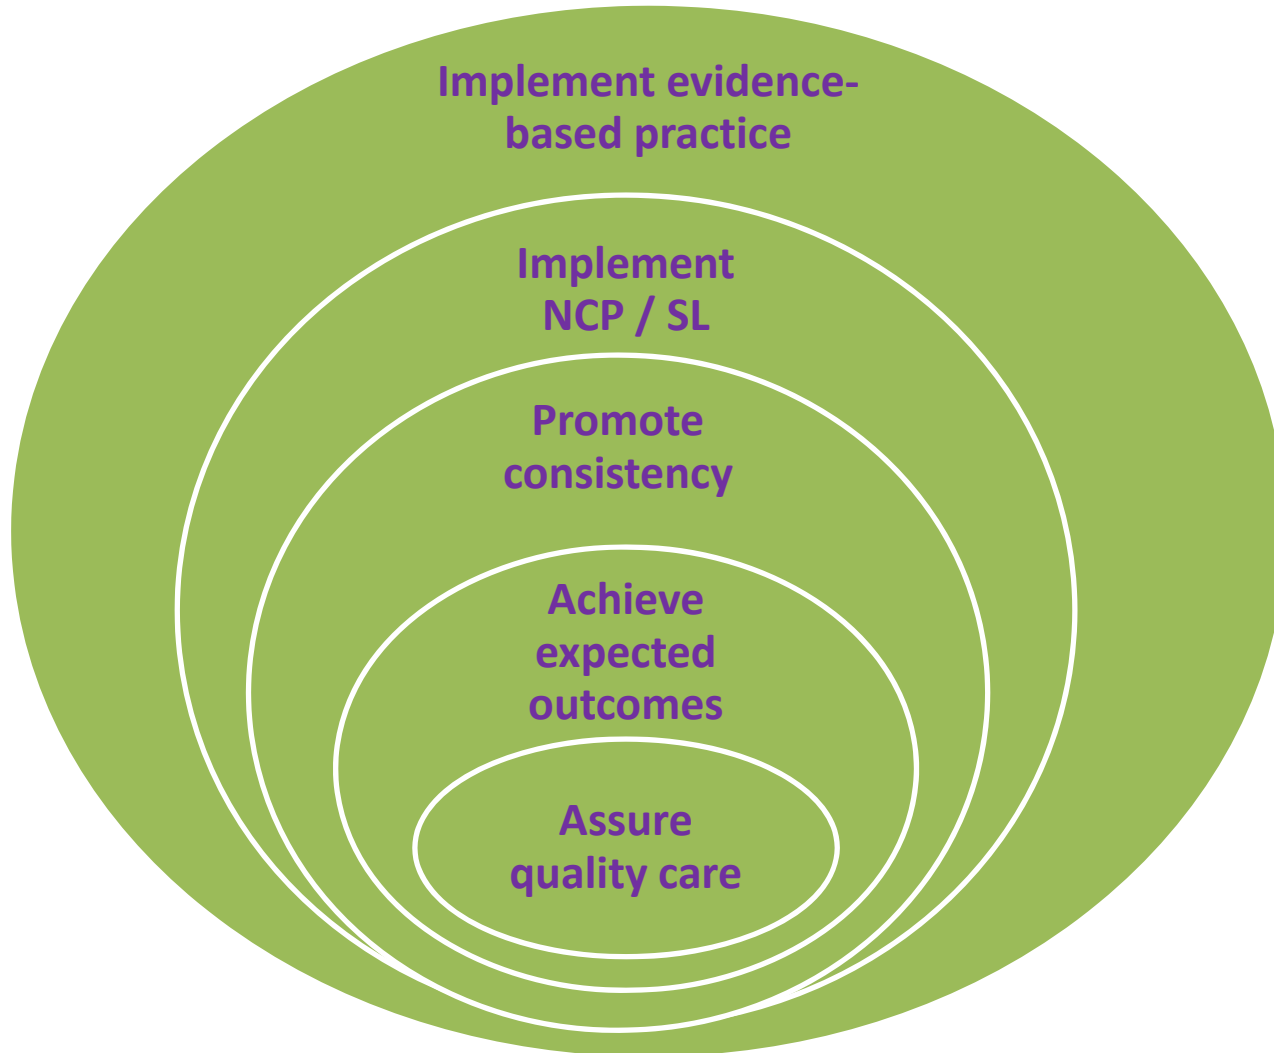 Implement evidence-
based practice
Implement
NCP / SL
Promote
consistency
Achieve
expected
outcomes
Assure
quality care